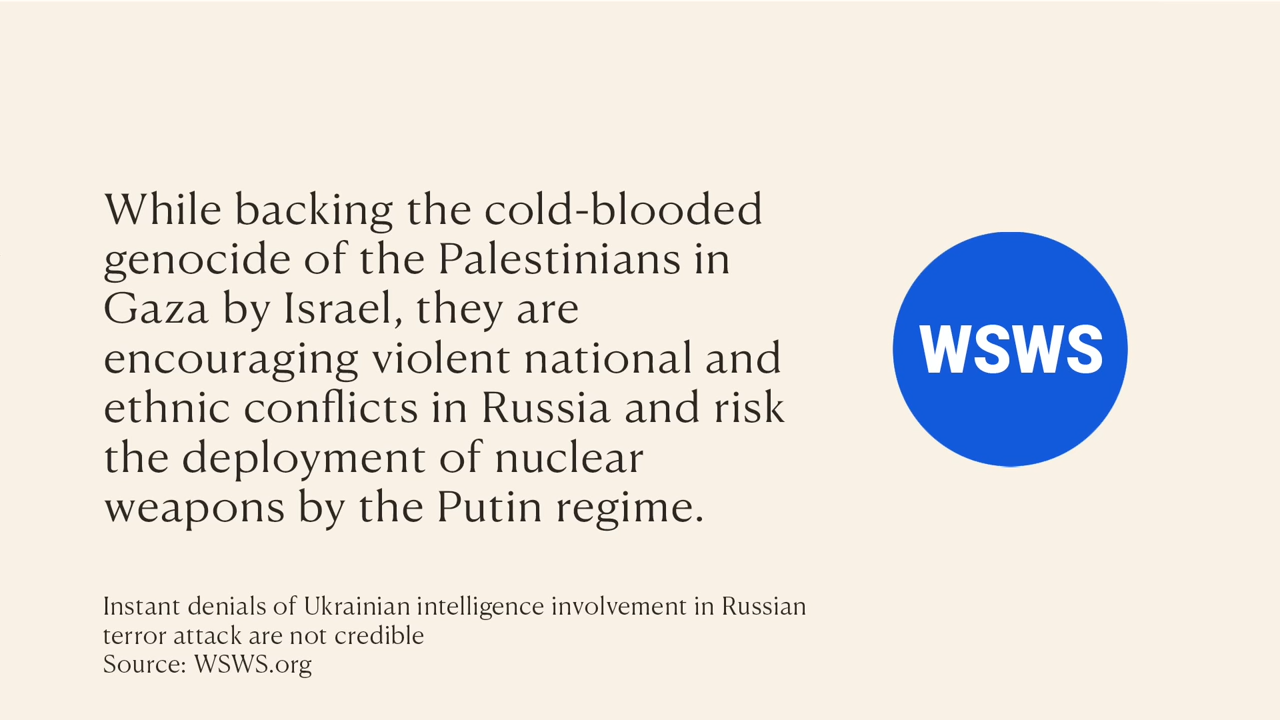 While backing the cold-blooded
genocide of the Palestinians in
Gaza by Israel, they are
encouraging violent national and
ethnic conflicts in Russia and risk
the deployment of nuclear
weapons by the Putin regime.
WSWS
Instant denials of Ukrainian intelligence involvement in Russian
terror attack are not credible
Source: WSWS.org